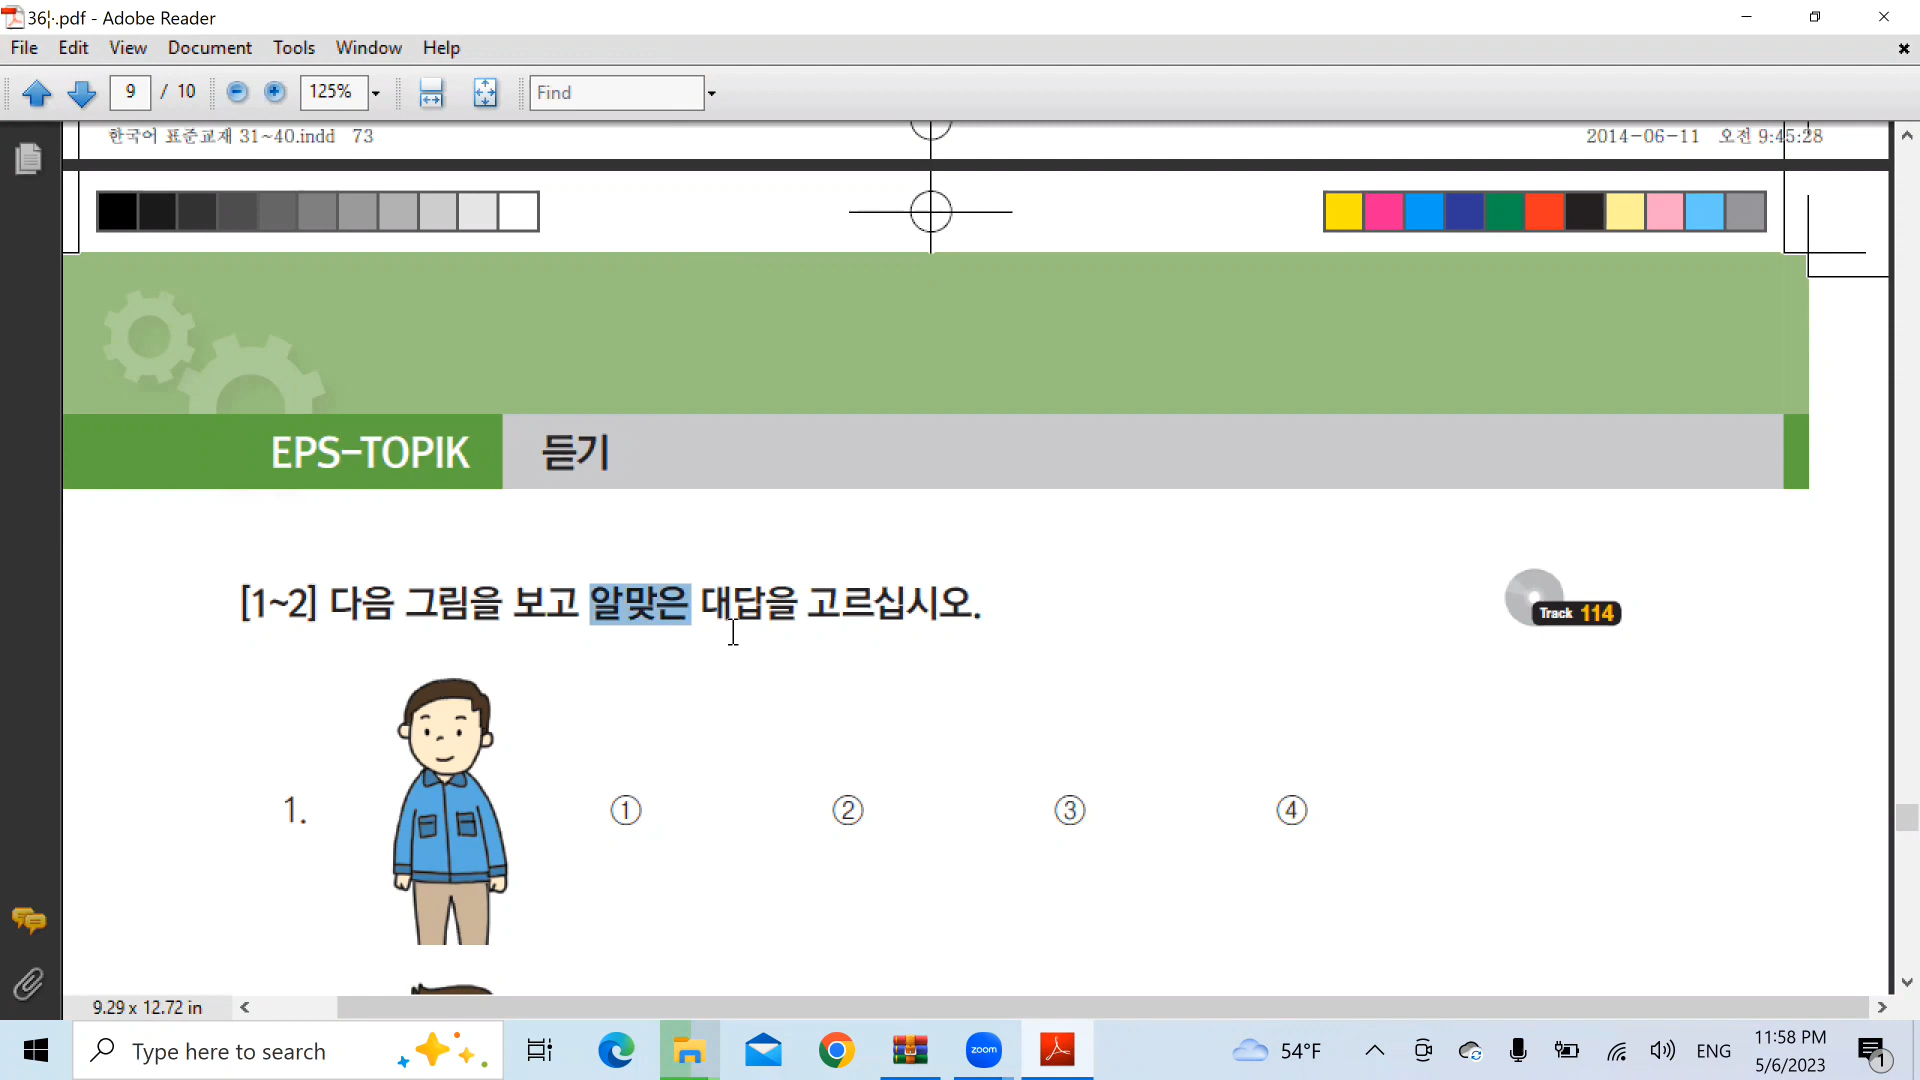 36¦·.pdf - Adobe Reader
File Edit View Document Tools Window Help
9 / 10 125% Find
한국어 표준교재 31~40.indd 73 2014-06-11 오전 9:45:28
EPS-TOPIK 듣기
[1~2] 다음 그림을 보고 알맞은 대답을 고르십시오. Track 114
1. ① ② ③ ④
9.29 x 12.72 in
Type here to search zoom 54°F ENG 11:58 PM
5/6/2023 1